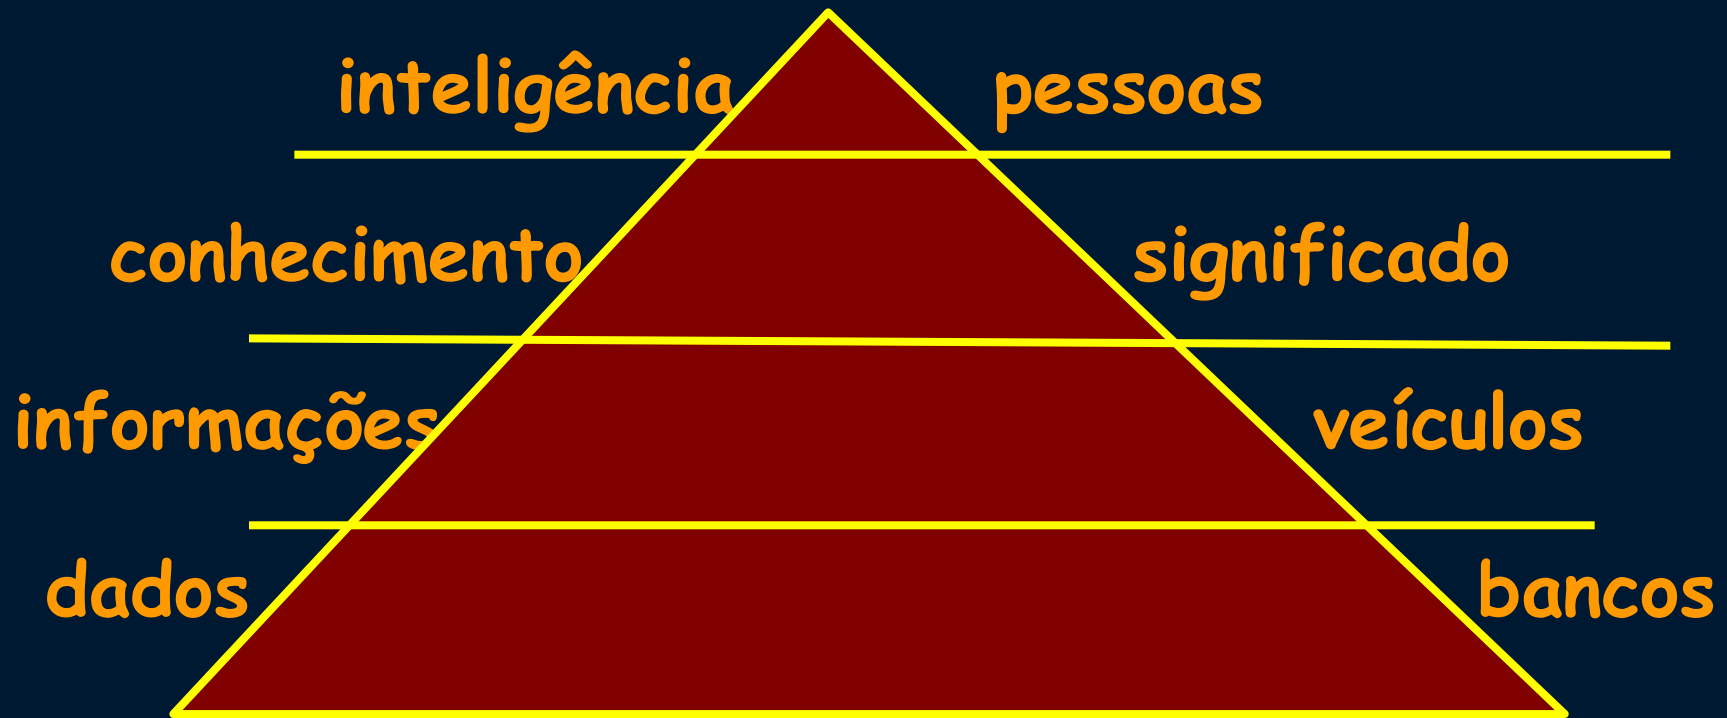 inteligência pessoas
conhecimento significado
informações veículos
dados bancos